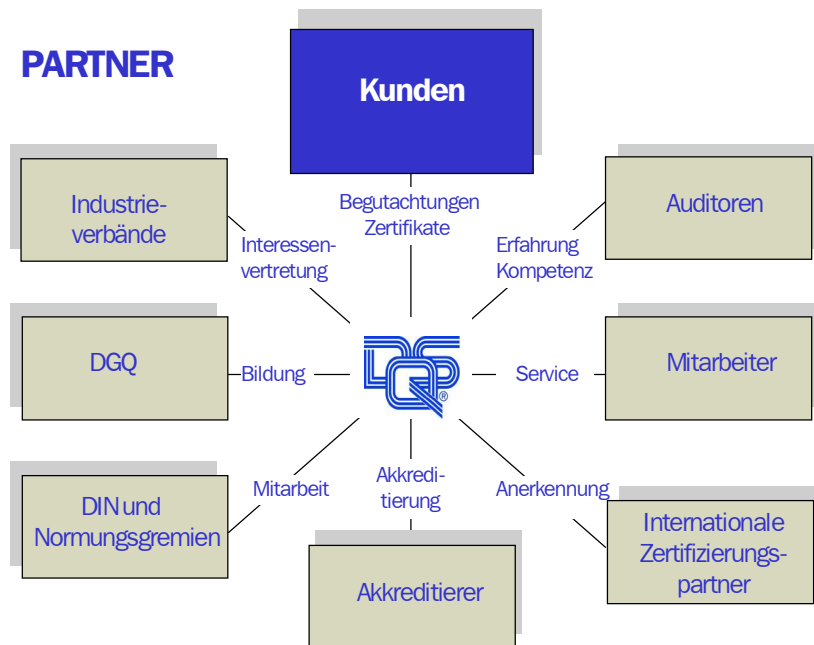 PARTNER
Kunden
Industrie-
verbände
Begutachtungen
Zertifikate
Auditoren
Interessen-
vertretung
Erfahrung
Kompetenz
DGQ
Bildung
DQS
®
Service
Mitarbeiter
DIN und
Normungsgremien
Mitarbeit
Akkredi-
tierung
Anerkennung
Internationale
Zertifizierungs-
partner
Akkreditierer